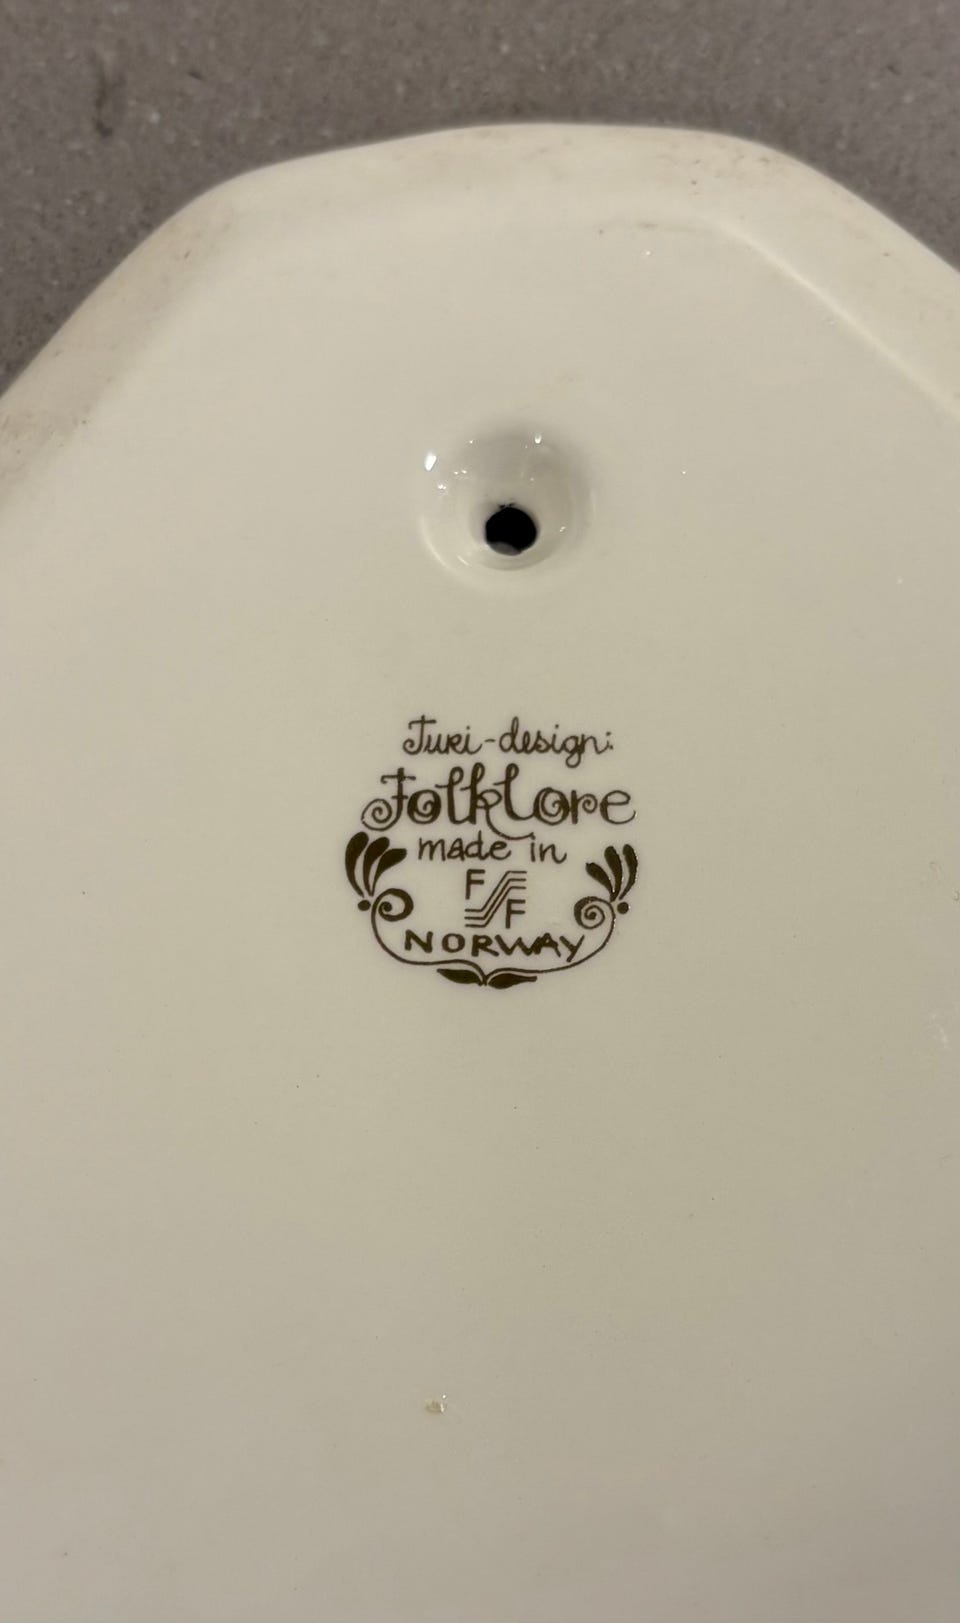 Turi-design:
Folklore
made in
F
F
NORWAY